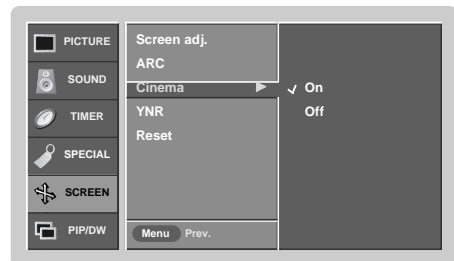 PICTURE
SOUND
TIMER
SPECIAL
SCREEN
PIP/DW
Screen adj.
ARC
Cinema
YNR
Reset
Menu Prev.
On
Off